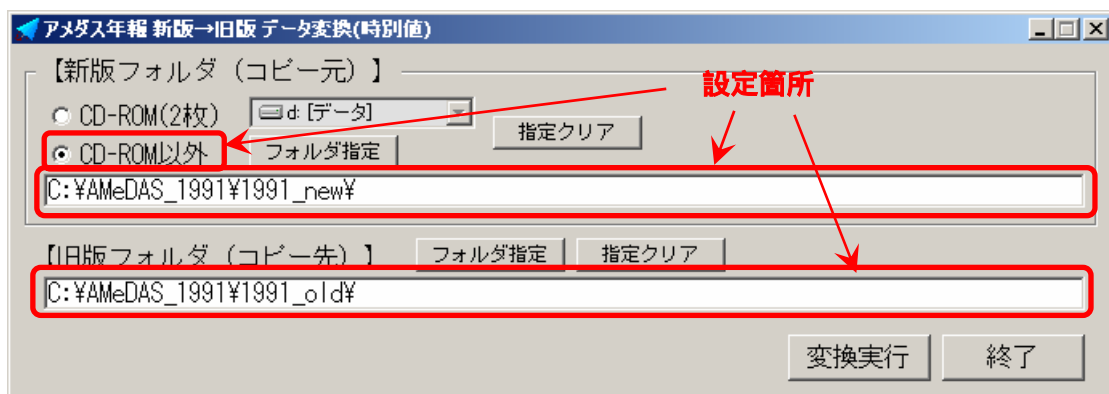 アメダス年報 新版→旧版 データ変換(時別値)
【新版フォルダ（コピー元）】
設定箇所
CD-ROM(2枚) d: [データ] 指定クリア
CD-ROM以外 フォルダ指定
C:¥AMeDAS_1991¥1991_new¥
【旧版フォルダ（コピー先）】 フォルダ指定 指定クリア
C:¥AMeDAS_1991¥1991_old¥
変換実行 終了